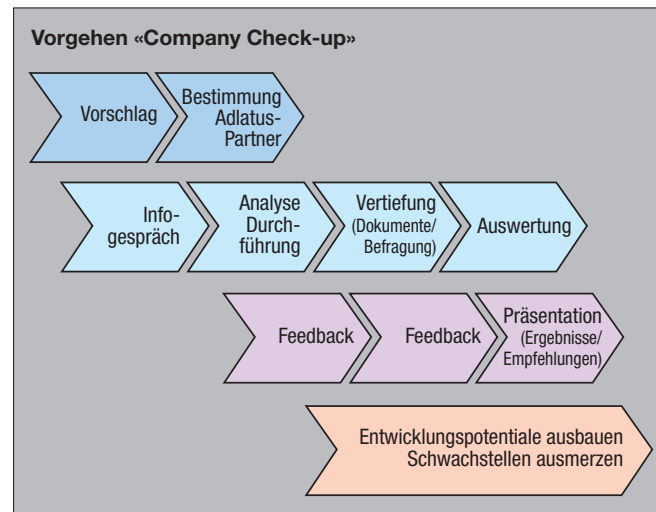 Vorgehen «Company Check-up»
Vorschlag
Bestimmung
Adlatus-
Partner
Info-
gespräch
Analyse
Durch-
führung
Vertiefung
(Dokumente/
Befragung)
Auswertung
Feedback
Feedback
Präsentation
(Ergebnisse/
Empfehlungen)
Entwicklungspotentiale ausbauen
Schwachstellen ausmerzen